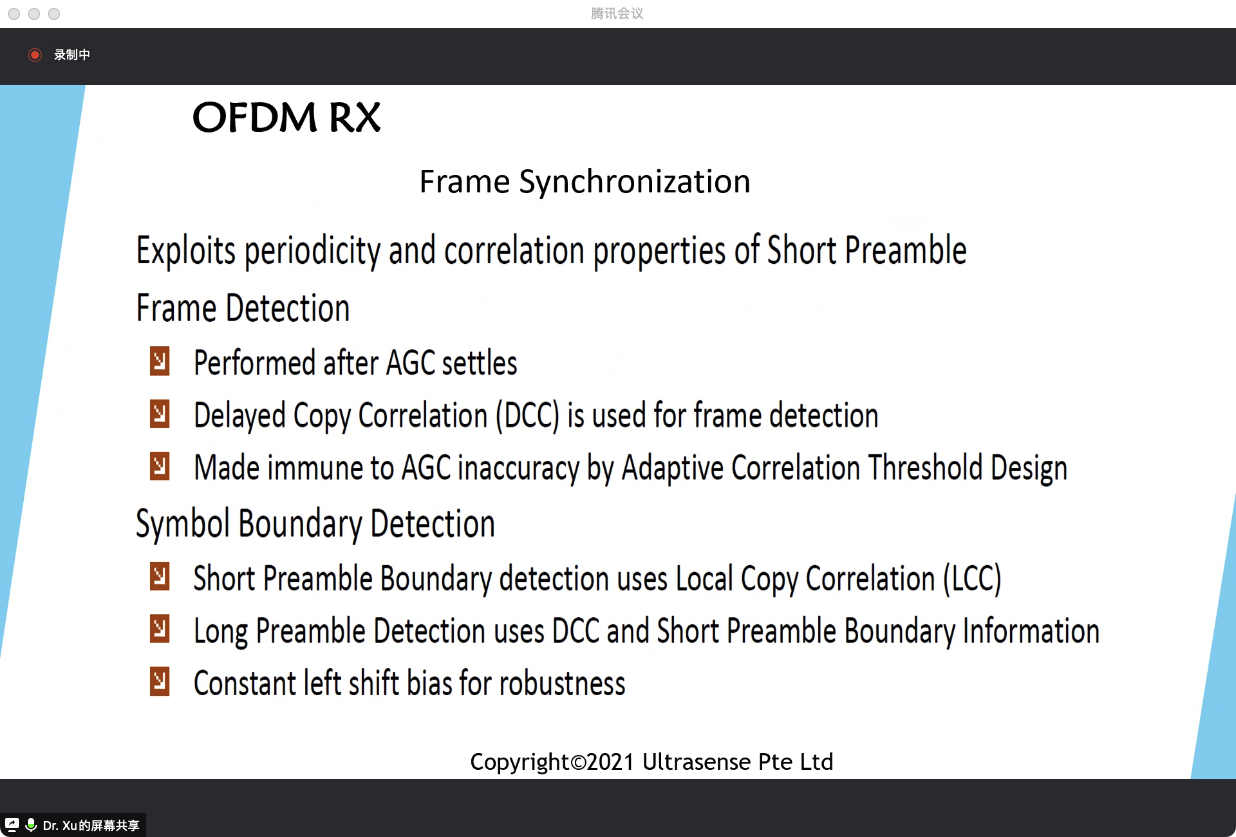 腾讯会议
录制中
OFDM RX
Frame Synchronization
Exploits periodicity and correlation properties of Short Preamble
Frame Detection
Performed after AGC settles
Delayed Copy Correlation (DCC) is used for frame detection
Made immune to AGC inaccuracy by Adaptive Correlation Threshold Design
Symbol Boundary Detection
Short Preamble Boundary detection uses Local Copy Correlation (LCC)
Long Preamble Detection uses DCC and Short Preamble Boundary Information
Constant left shift bias for robustness
Copyright©2021 Ultrasense Pte Ltd
Dr. Xu的屏幕共享